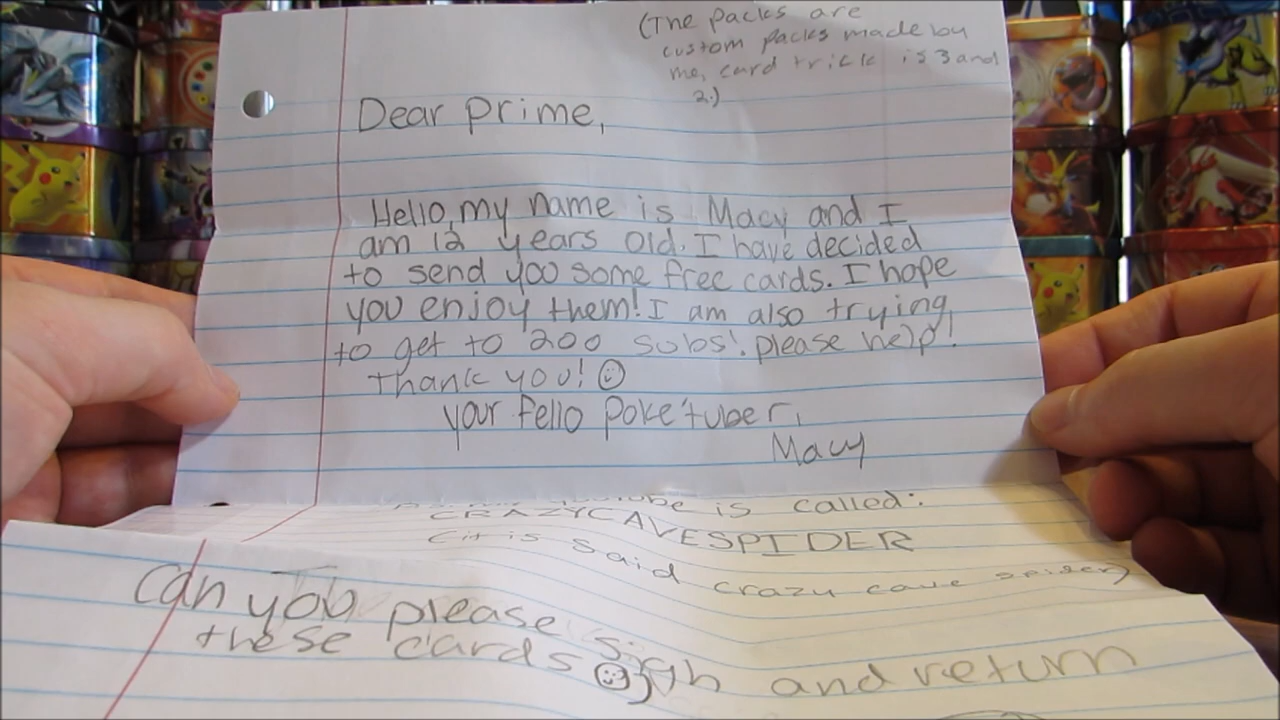 (The packs are
custom packs made by
me, card trick is 3 and
2.)
Dear Prime,
Hello, my name is Macy and I
am 12 years old. I have decided
to send you some free cards. I hope
you enjoy them! I am also trying
to get to 200 subs! please help!
Thank you!
your fello poke'tuber,
Macy
is called:
CRAZYCAVESPIDER
(it is said crazy cave spider)
Can you please sign and return
these cards